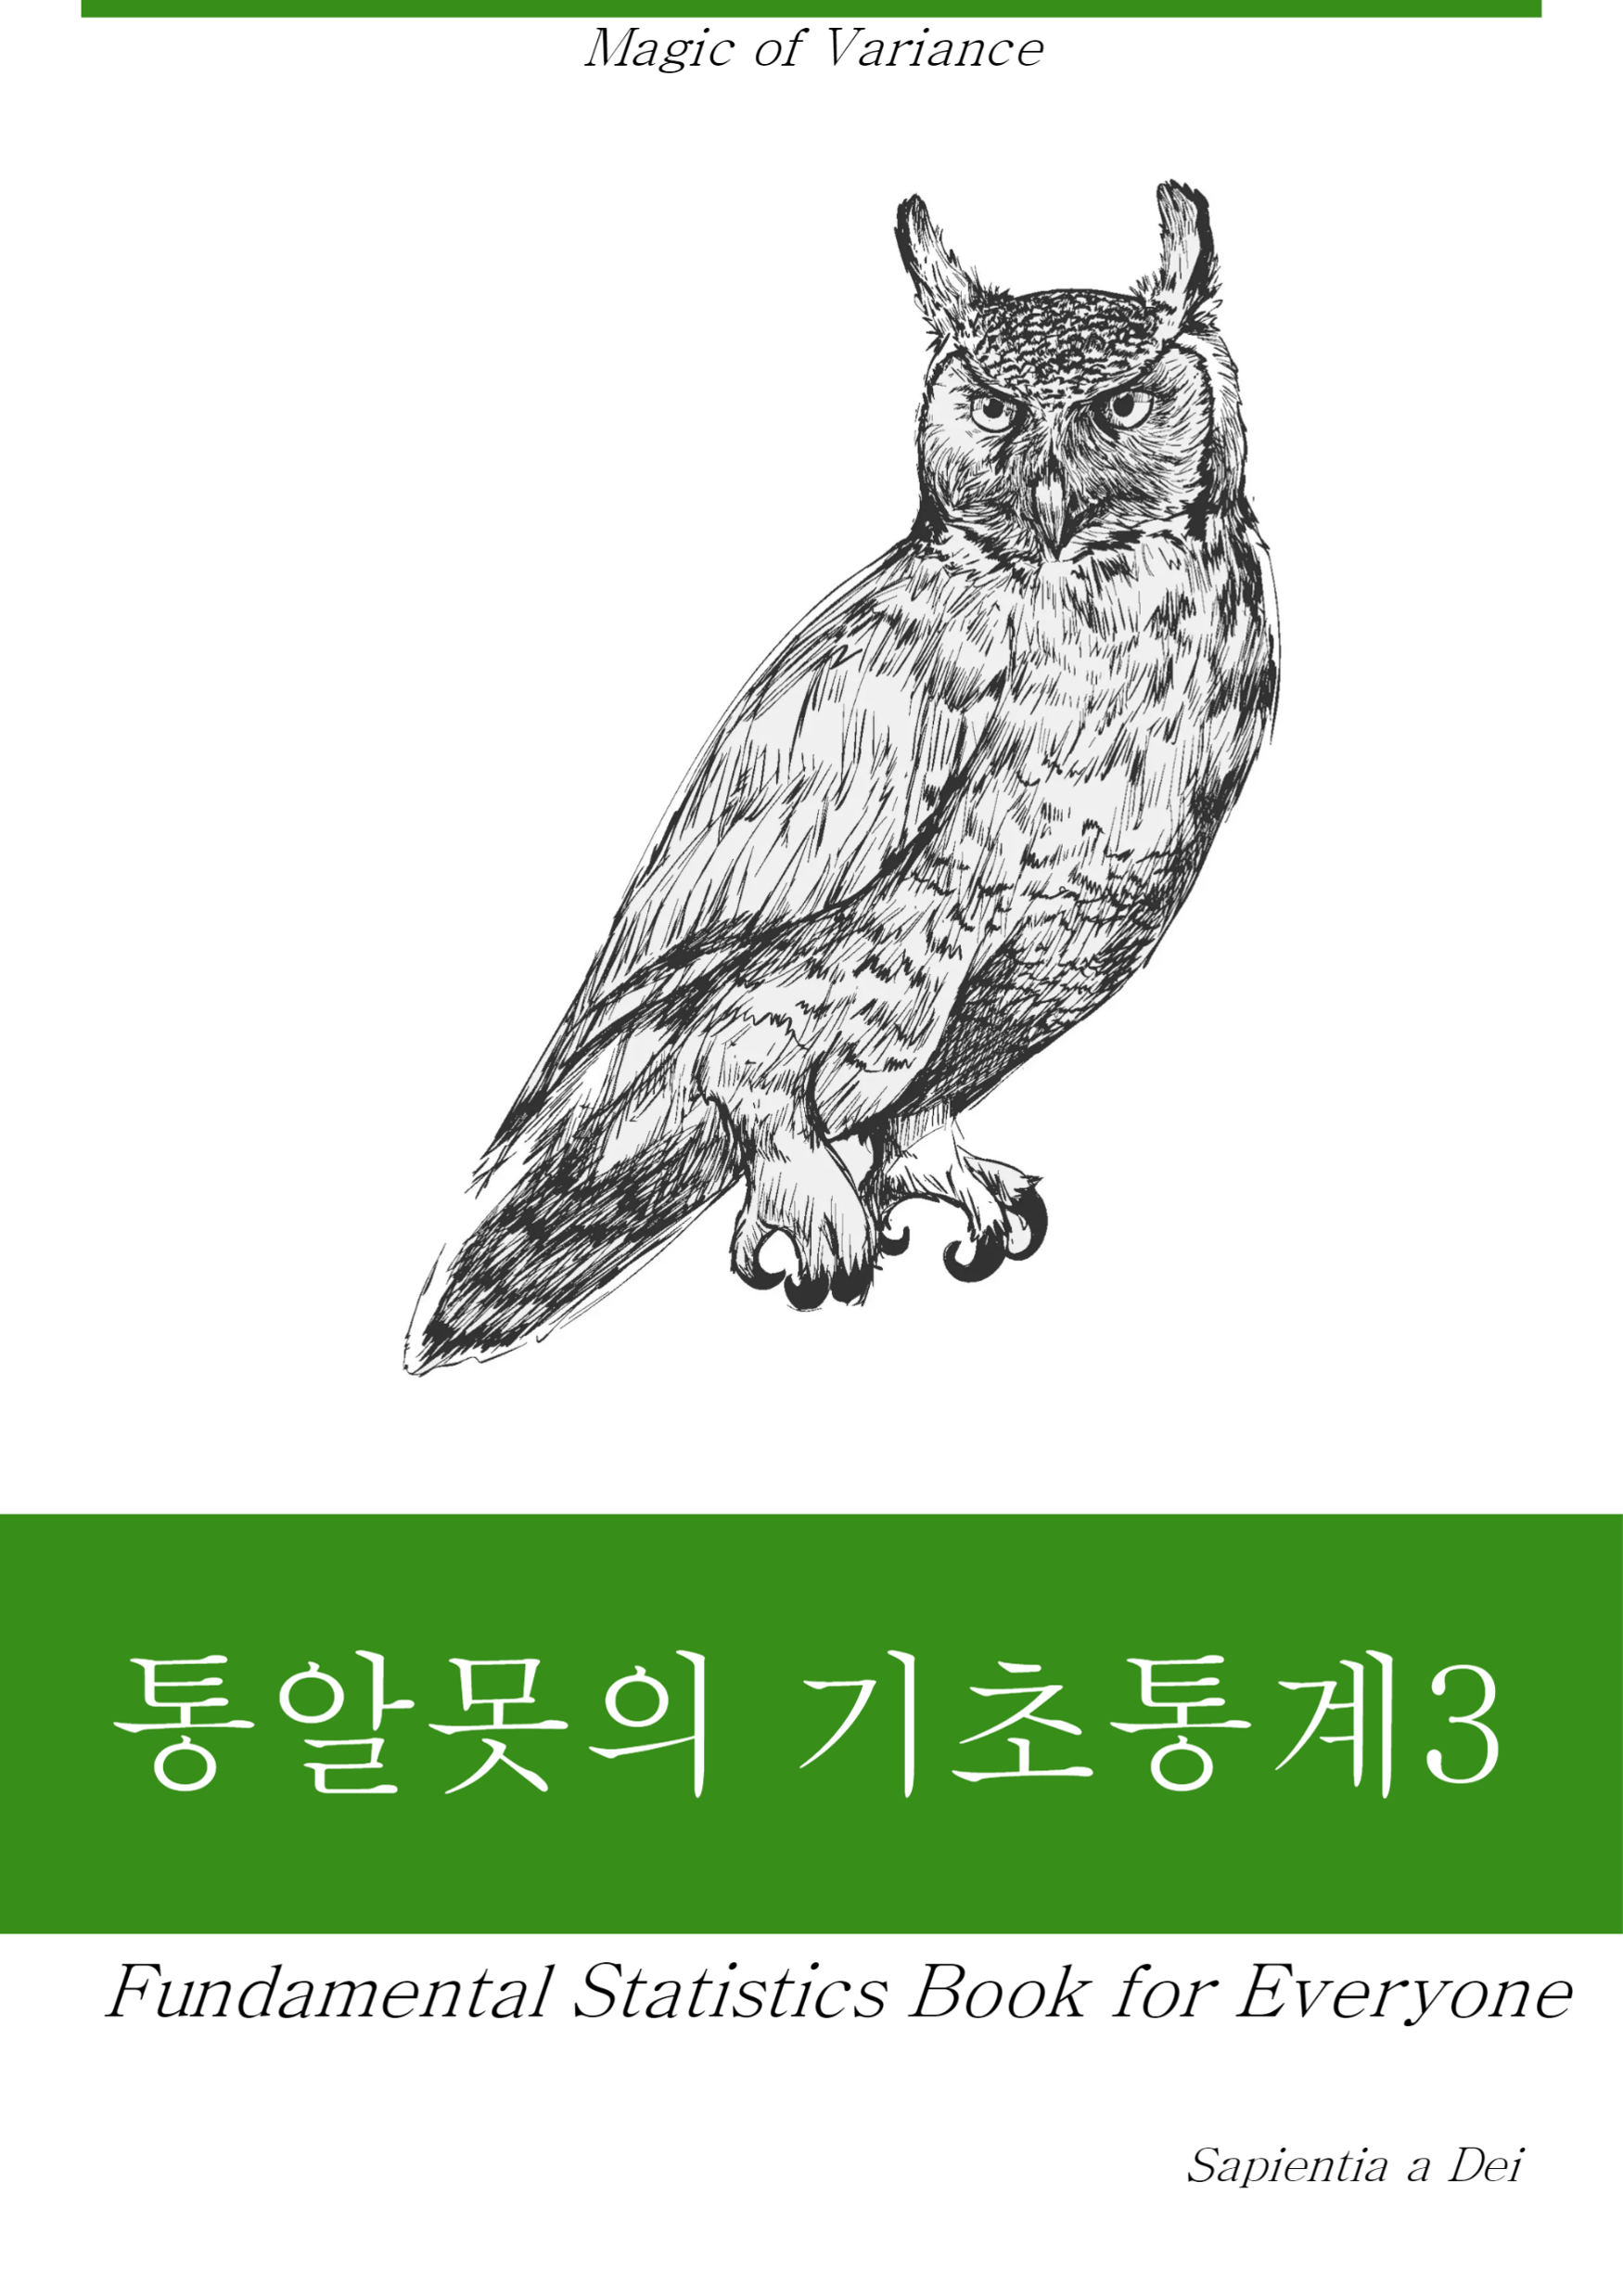 Magic of Variance
통알못의 기초통계3
Fundamental Statistics Book for Everyone
Sapientia a Dei